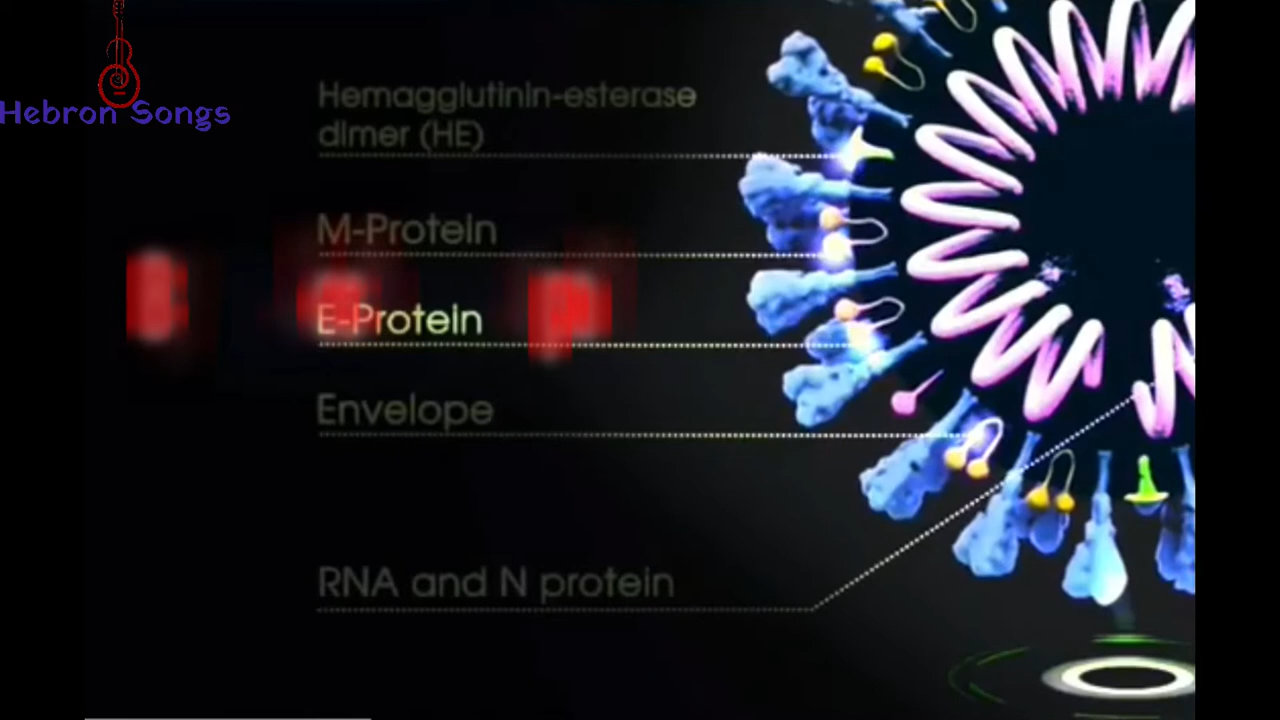 Hebron Songs
Hemagglutinin-esterase
dimer (HE)
M-Protein
E-Protein
Envelope
RNA and N protein